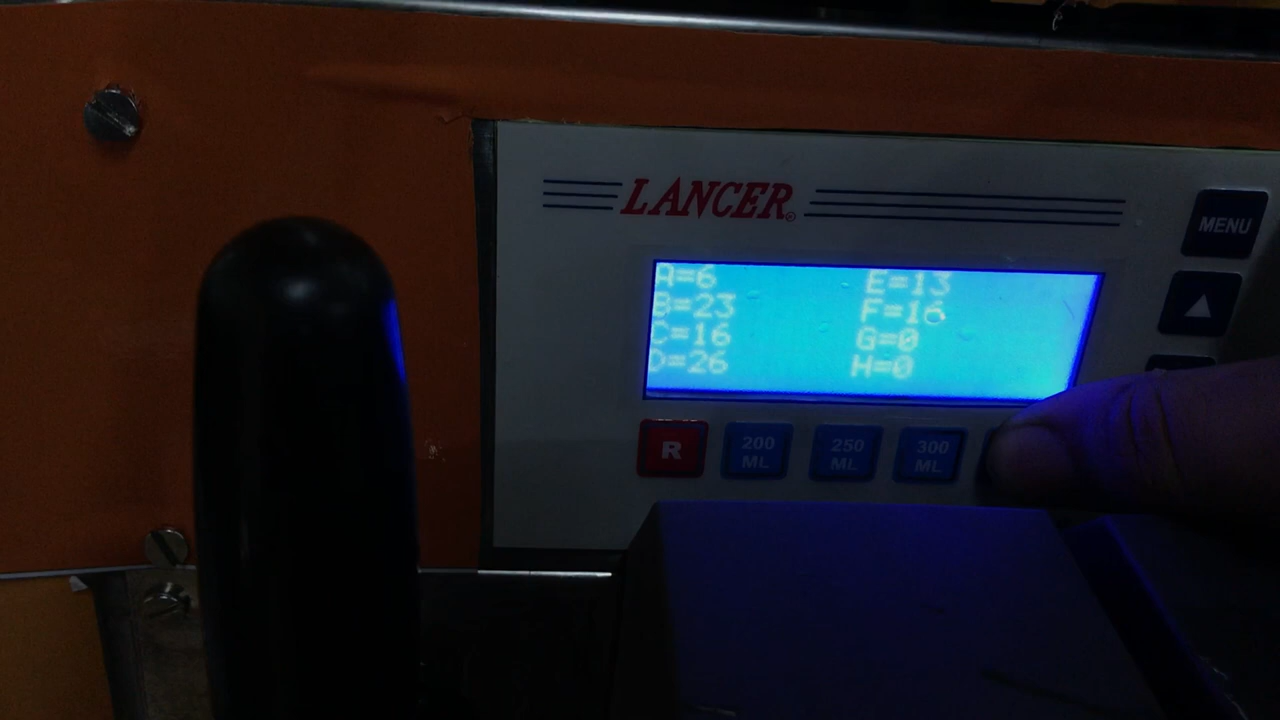 LANCER®
MENU
A=6 E=13
B=23 F=16
C=16 G=0
D=26 H=0
R 200 ML 250 ML 300 ML